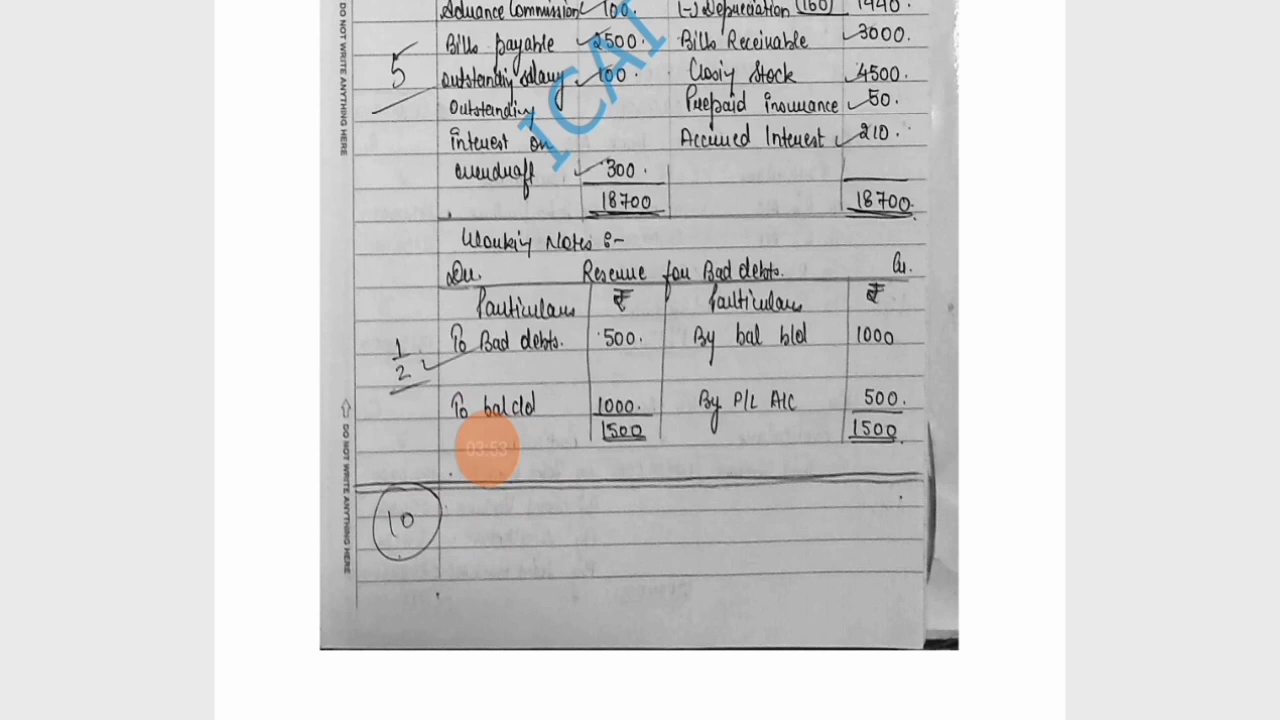 Advance Commission 100. (-) Depreciation (160) 1440.
Bills payable 2500. Bills Receivable 3000.
5 Outstanding salary 100. Closing Stock 4500.
Outstanding Prepaid insurance 50.
interest on Accrued Interest 210.
overdraft 300.
18700 18700.
ICAI
Working Notes :-
Dr. Reserve for Bad debts. Cr.
Particulars ₹ Particulars ₹
1/2 To Bad debts. 500. By bal b/d 1000
To bal c/d 1000. By P/L A/C 500.
1500 1500
03:53
10
DO NOT WRITE ANYTHING HERE
DO NOT WRITE ANYTHING HERE